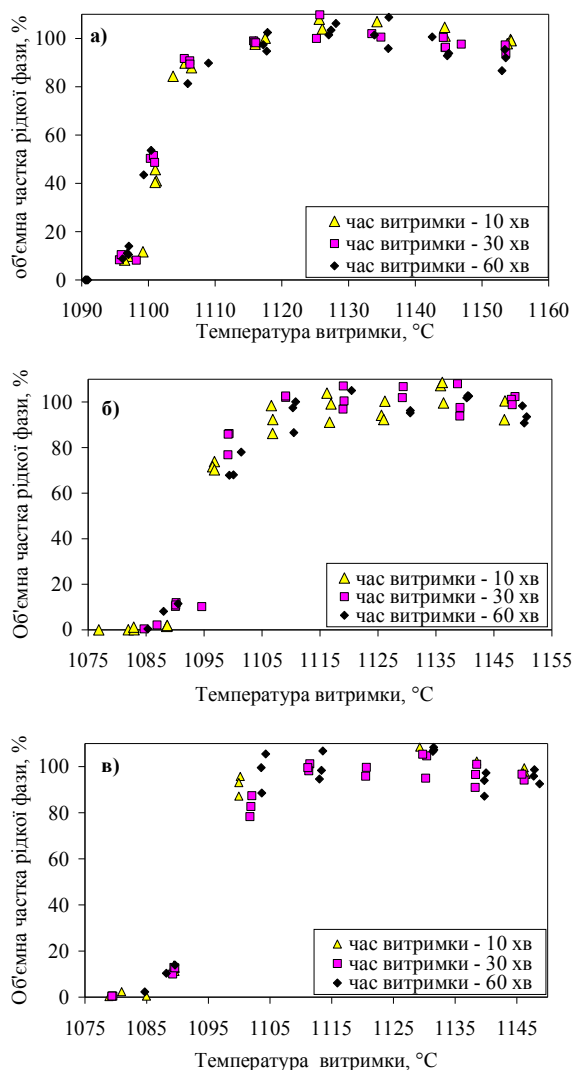 а)
об'ємна частка рідкої фази, %
120
100
80
60
40
20
0
1090 1100 1110 1120 1130 1140 1150 1160
Температура витримки, °C
час витримки - 10 хв
час витримки - 30 хв
час витримки - 60 хв
б)
Об'ємна частка рідкої фази, %
100
80
60
40
20
0
1075 1085 1095 1105 1115 1125 1135 1145 1155
Температура витримки, °C
час витримки - 10 хв
час витримки - 30 хв
час витримки - 60 хв
в)
Об'ємна частка рідкої фази, %
100
80
60
40
20
0
1075 1085 1095 1105 1115 1125 1135 1145
Температура витримки, °C
час витримки - 10 хв
час витримки - 30 хв
час витримки - 60 хв